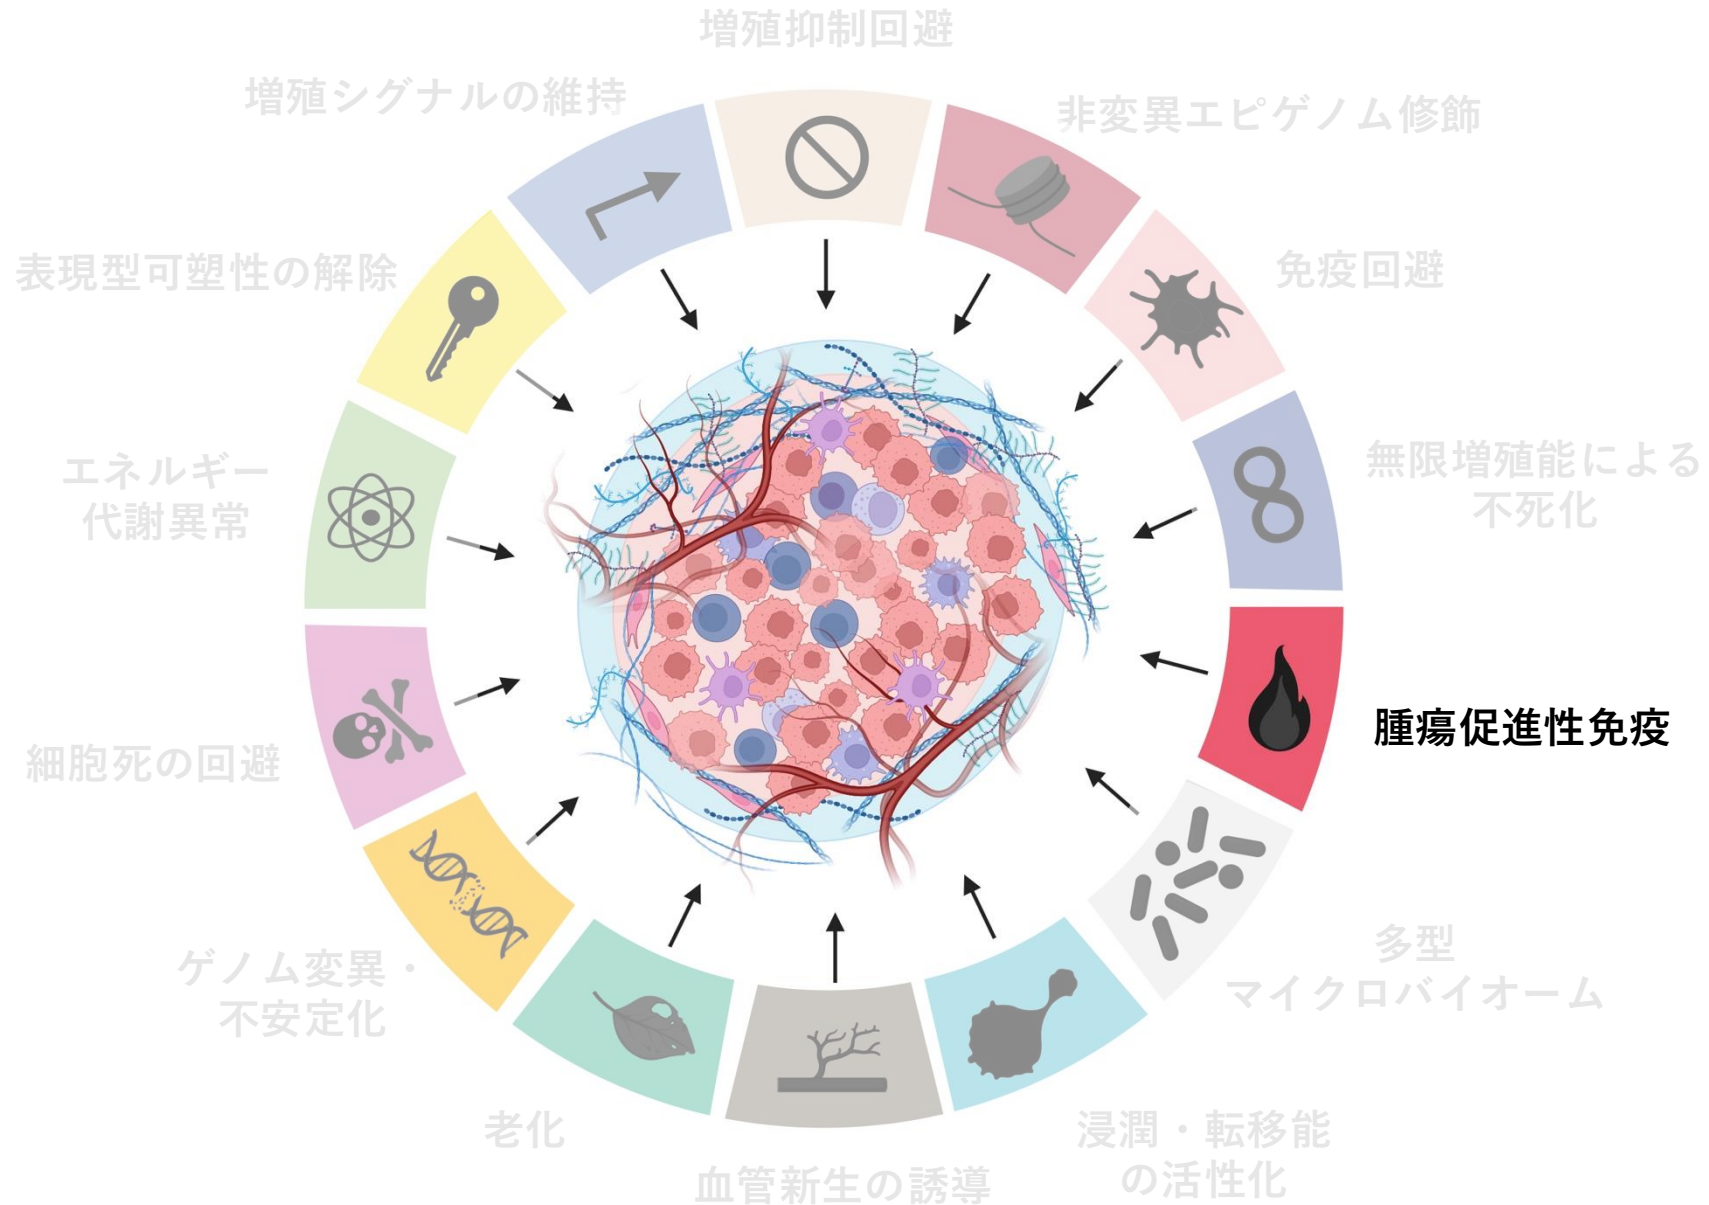 増殖抑制回避
増殖シグナルの維持
非変異エピゲノム修飾
表現型可塑性の解除
免疫回避
エネルギー
代謝異常
無限増殖能による
不死化
腫瘍促進性免疫
細胞死の回避
ゲノム変異・
不安定化
多型
マイクロバイオーム
老化
浸潤・転移能
の活性化
血管新生の誘導